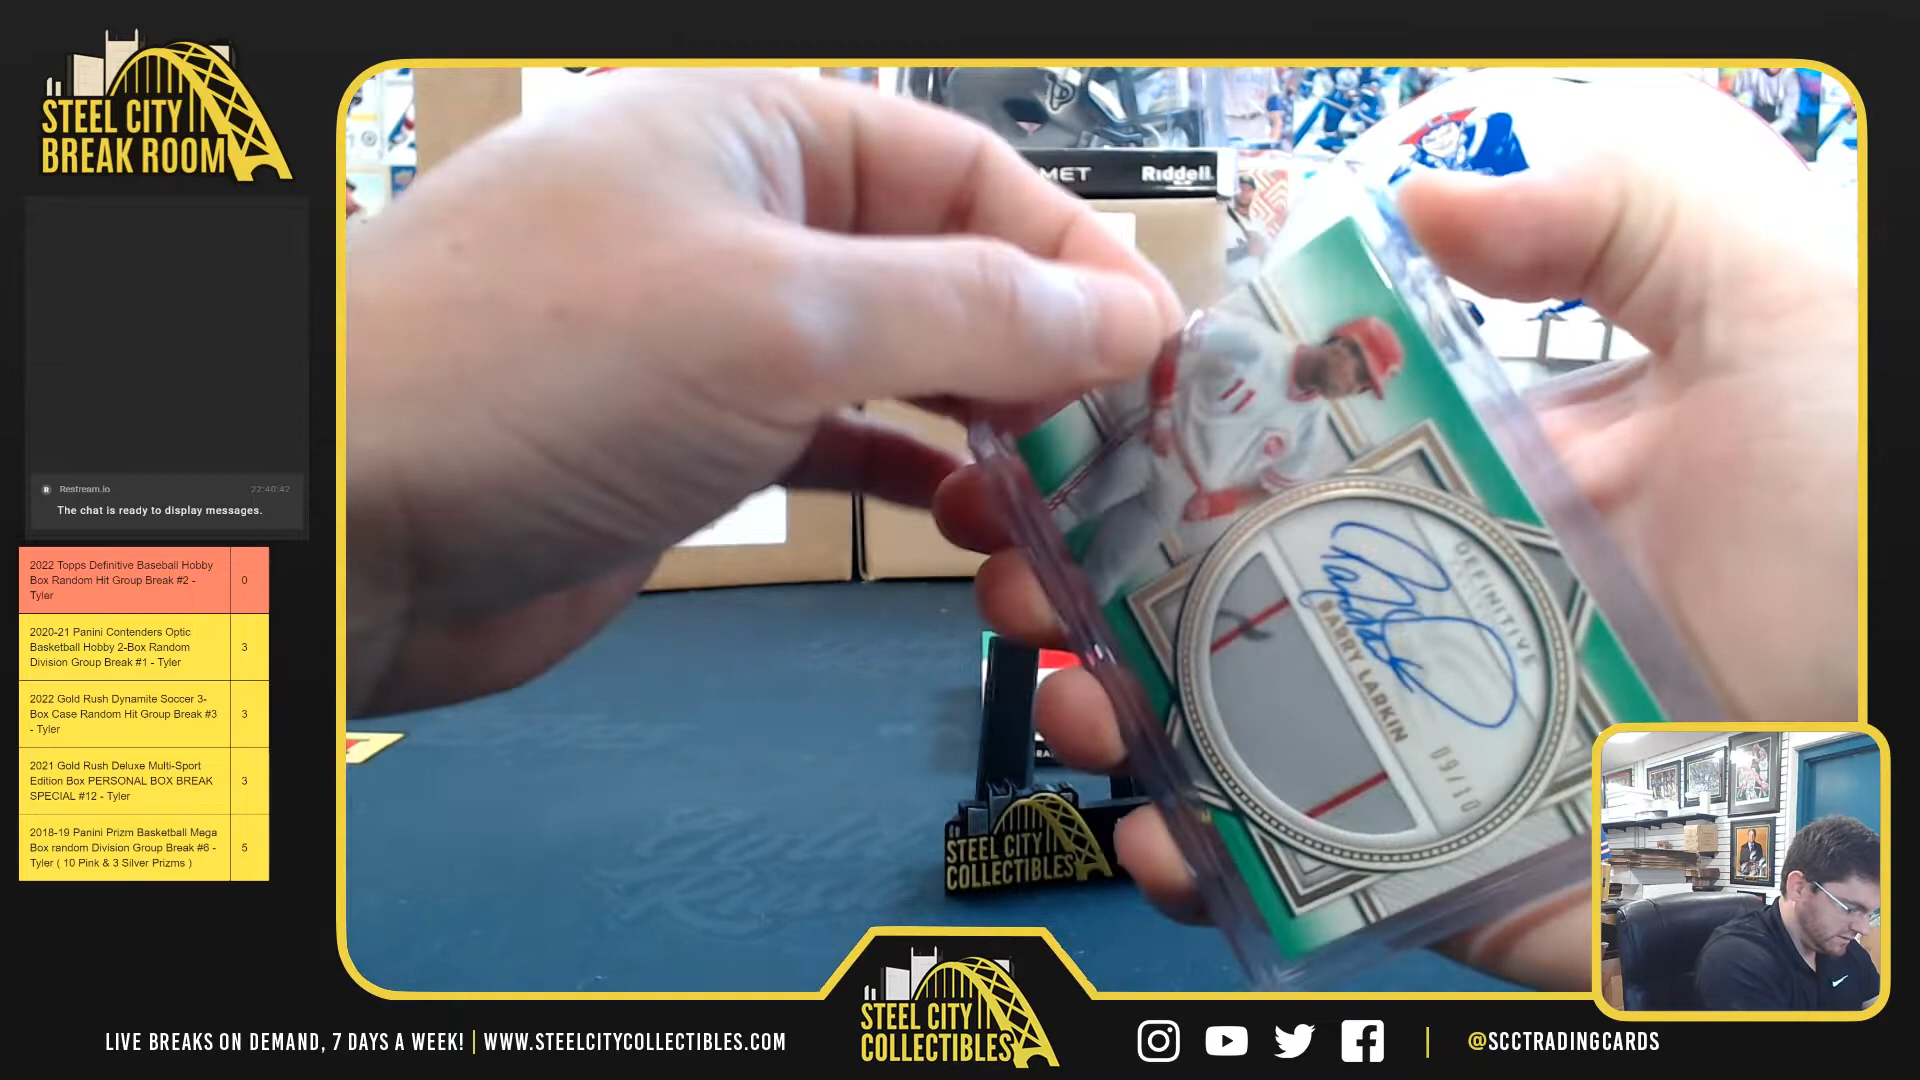 STEEL CITY
BREAK ROOM
Restream.io
22:40:42
The chat is ready to display messages.
2022 Topps Definitive Baseball Hobby
Box Random Hit Group Break #2 -
Tyler
0
2020-21 Panini Contenders Optic
Basketball Hobby 2-Box Random
Division Group Break #1 - Tyler
3
2022 Gold Rush Dynamite Soccer 3-
Box Case Random Hit Group Break #3
- Tyler
3
2021 Gold Rush Deluxe Multi-Sport
Edition Box PERSONAL BOX BREAK
SPECIAL #12 - Tyler
3
2018-19 Panini Prizm Basketball Mega
Box random Division Group Break #6 -
Tyler ( 10 Pink & 3 Silver Prizms )
5
Riddell
11
DEFINITIVE
BARRY LARKIN
09/10
STEEL CITY
COLLECTIBLES
STEEL CITY
COLLECTIBLES
LIVE BREAKS ON DEMAND, 7 DAYS A WEEK! | WWW.STEELCITYCOLLECTIBLES.COM
| @SCCTRADINGCARDS